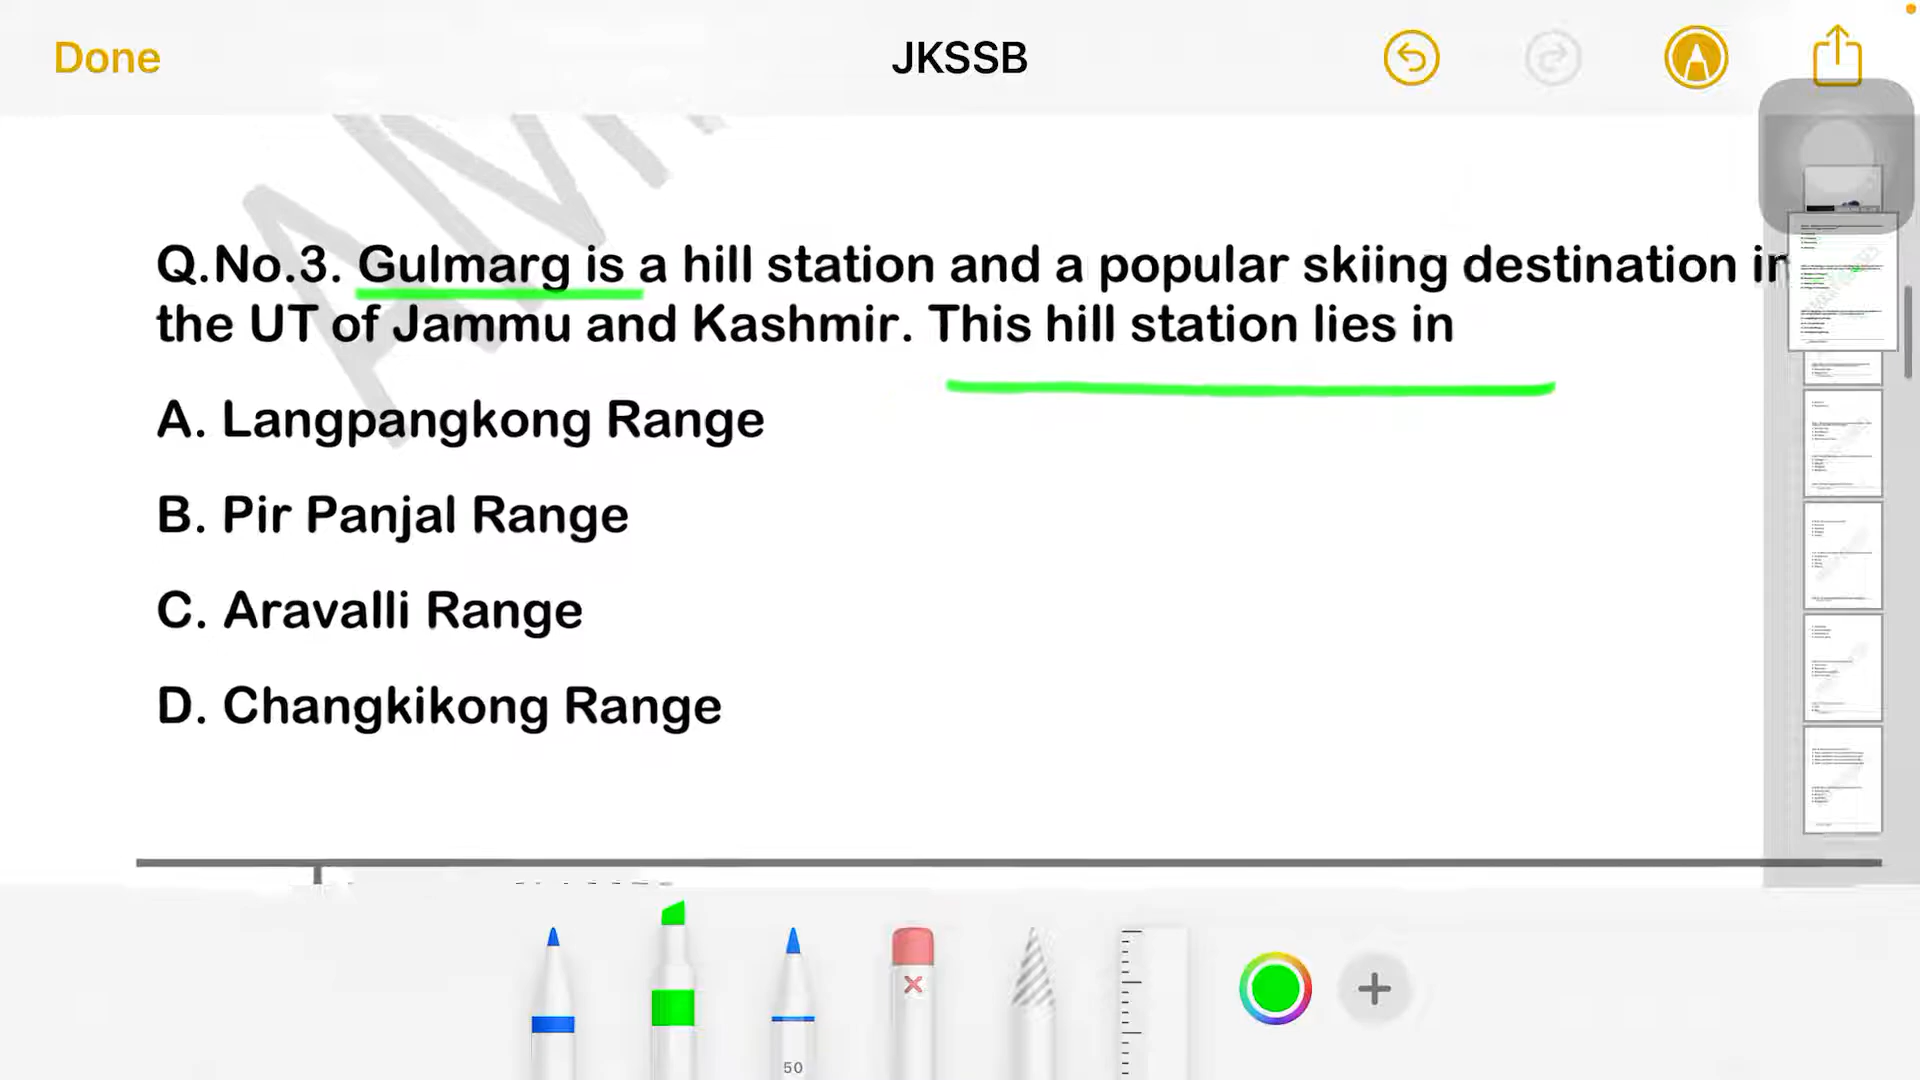 Done
JKSSB
Q.No.3. Gulmarg is a hill station and a popular skiing destination in
the UT of Jammu and Kashmir. This hill station lies in
A. Langpangkong Range
B. Pir Panjal Range
C. Aravalli Range
D. Changkikong Range
50